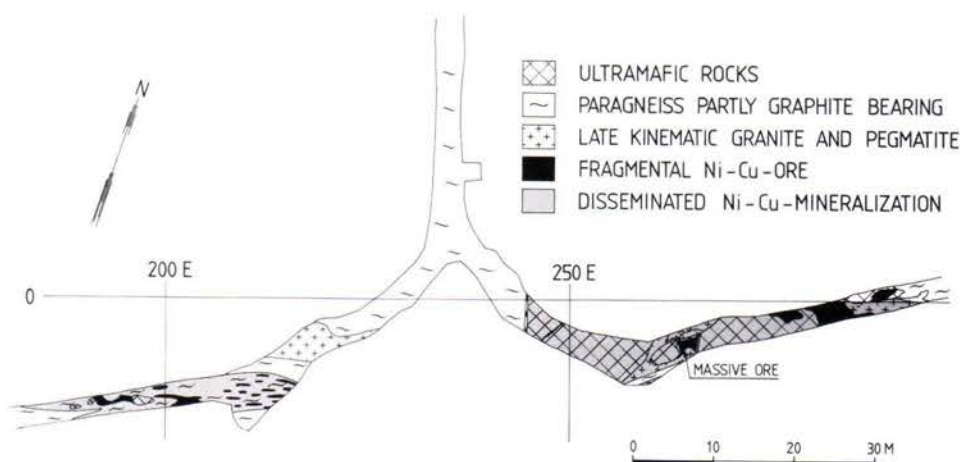 N
ULTRAMAFIC ROCKS
PARAGNEISS PARTLY GRAPHITE BEARING
LATE KINEMATIC GRANITE AND PEGMATITE
FRAGMENTAL Ni-Cu-ORE
DISSEMINATED Ni-Cu-MINERALIZATION
200 E
250 E
0
MASSIVE ORE
0 10 20 30 M